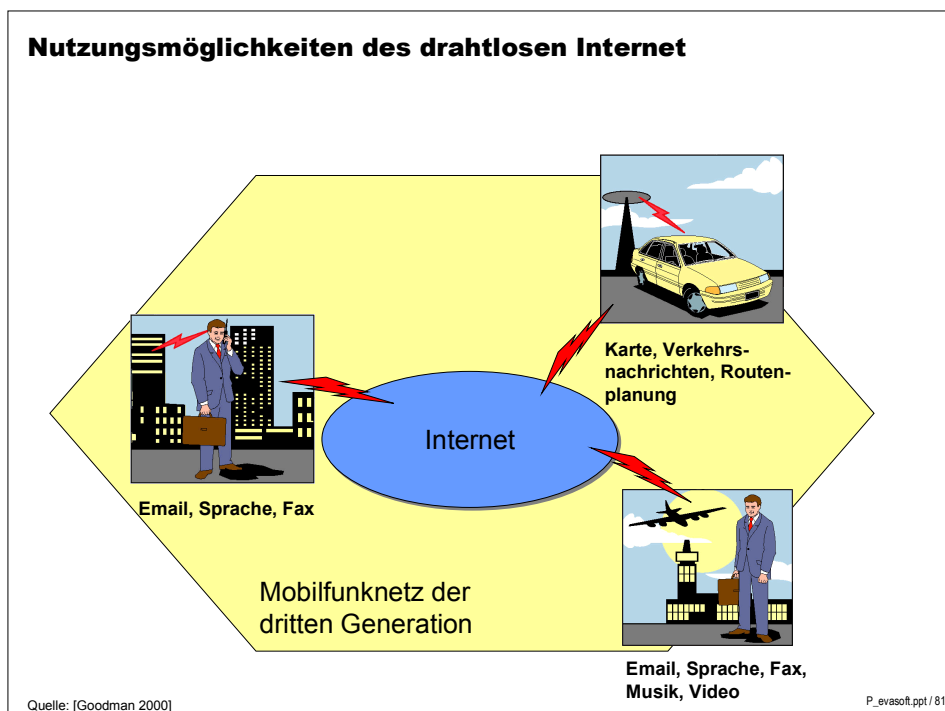 Nutzungsmöglichkeiten des drahtlosen Internet
Karte, Verkehrs-
nachrichten, Routen-
planung
Internet
Email, Sprache, Fax
Mobilfunknetz der
dritten Generation
Email, Sprache, Fax,
Musik, Video
Quelle: [Goodman 2000]
P_evasoft.ppt / 81